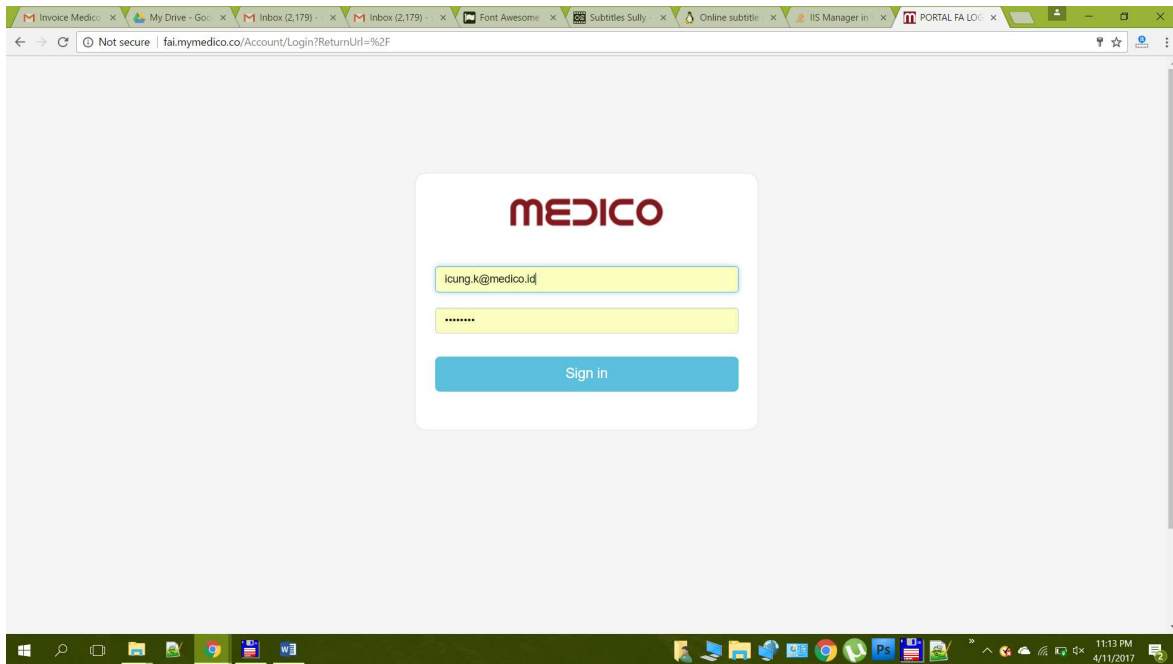 Invoice Medico
My Drive - Goo
Inbox (2,179) -
Inbox (2,179) -
Font Awesome
Subtitles Sully -
Online subtitle
IIS Manager in
PORTAL FA LOG
Not secure | fai.mymedico.co/Account/Login?ReturnUrl=%2F
MEDICO
icung.k@medico.id
••••••••
Sign in
Ps
11:13 PM
4/11/2017